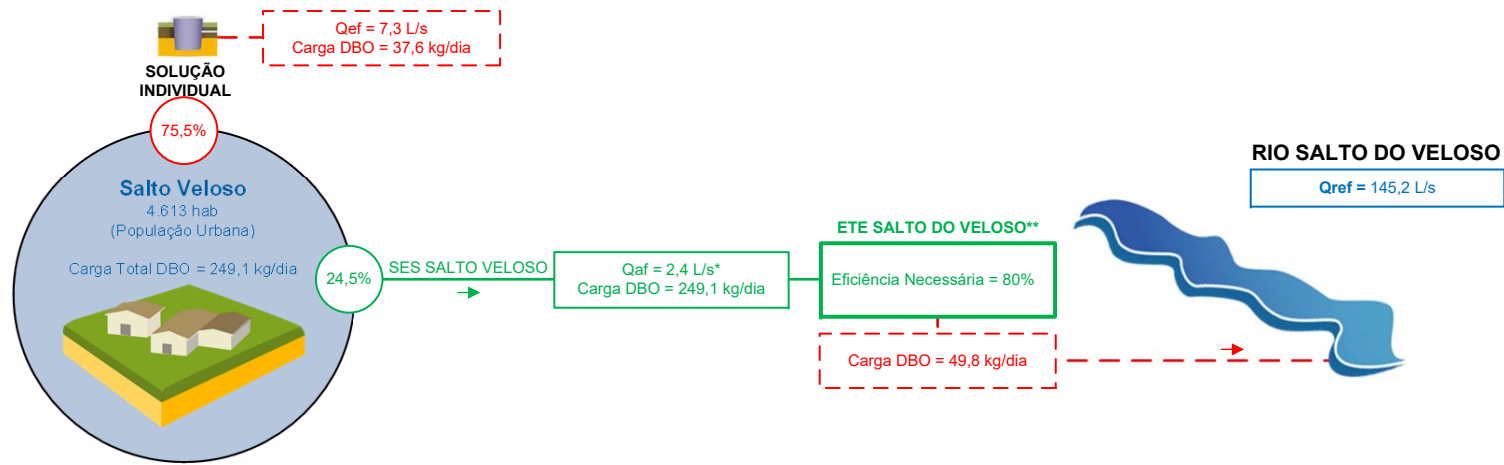 Qef = 7,3 L/s
Carga DBO = 37,6 kg/dia
SOLUÇÃO
INDIVIDUAL
75,5%
Salto Veloso
4.613 hab
(População Urbana)
Carga Total DBO = 249,1 kg/dia
24,5%
SES SALTO VELOSO
Qaf = 2,4 L/s*
Carga DBO = 249,1 kg/dia
ETE SALTO DO VELOSO**
Eficiência Necessária = 80%
Carga DBO = 49,8 kg/dia
RIO SALTO DO VELOSO
Qref = 145,2 L/s